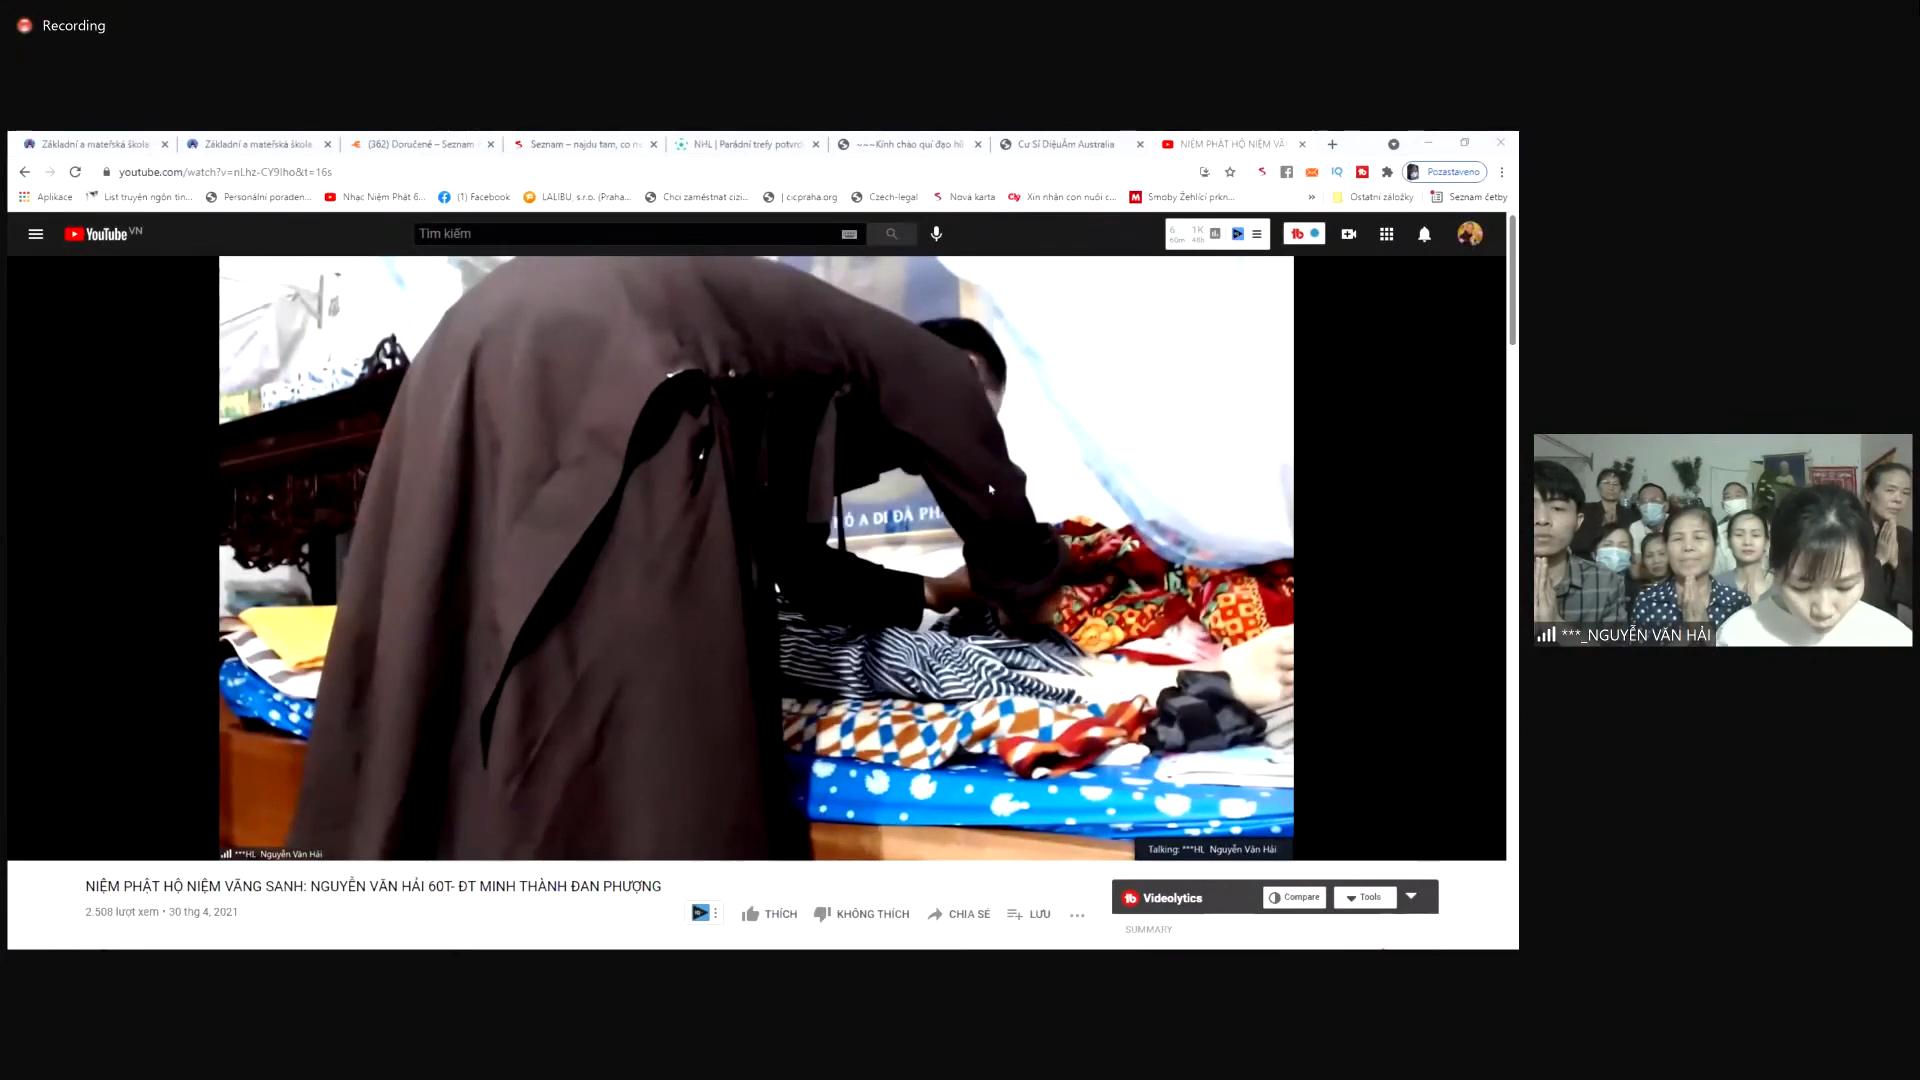 Recording
Základní a mateřská škola
Základní a mateřská škola
(362) Doručené – Seznam
Seznam – najdu tam, co
NHL | Parádní trefy potvrd
~~~Kính chào quí đạo hữ
Cư Sĩ DiệuÂm Australia
NIỆM PHẬT HỘ NIỆM VÃ
youtube.com/watch?v=nLhz-CY9lho&t=16s
Pozastaveno
Aplikace
List truyện ngôn tìn...
Personální poraden...
Nhạc Niệm Phật 6...
(1) Facebook
LALIBU, s.r.o. (Praha...
Chci zaměstnat cizi...
| cicpraha.org
Czech-legal
Nová karta
Xin nhận con nuôi c...
Smoby Žehlící prkn...
»
Ostatní záložky
Seznam četby
YouTube VN
Tìm kiếm
6 1K
60m 48h
Ó A DI ĐÀ PH
***HL Nguyễn Văn Hải
Talking: ***HL Nguyễn Văn Hải
***_NGUYỄN VĂN HẢI
NIỆM PHẬT HỘ NIỆM VÃNG SANH: NGUYỄN VĂN HẢI 60T- ĐT MINH THÀNH ĐAN PHƯỢNG
2.508 lượt xem • 30 thg 4, 2021
THÍCH
KHÔNG THÍCH
CHIA SẺ
LƯU
Videolytics
Compare
Tools
SUMMARY